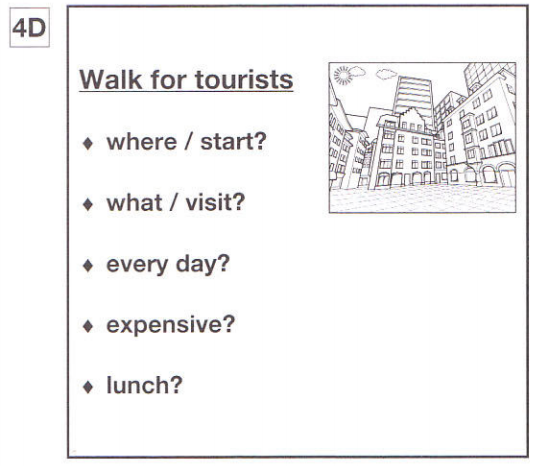 4D
Walk for tourists
♦ where / start?
♦ what / visit?
♦ every day?
♦ expensive?
♦ lunch?